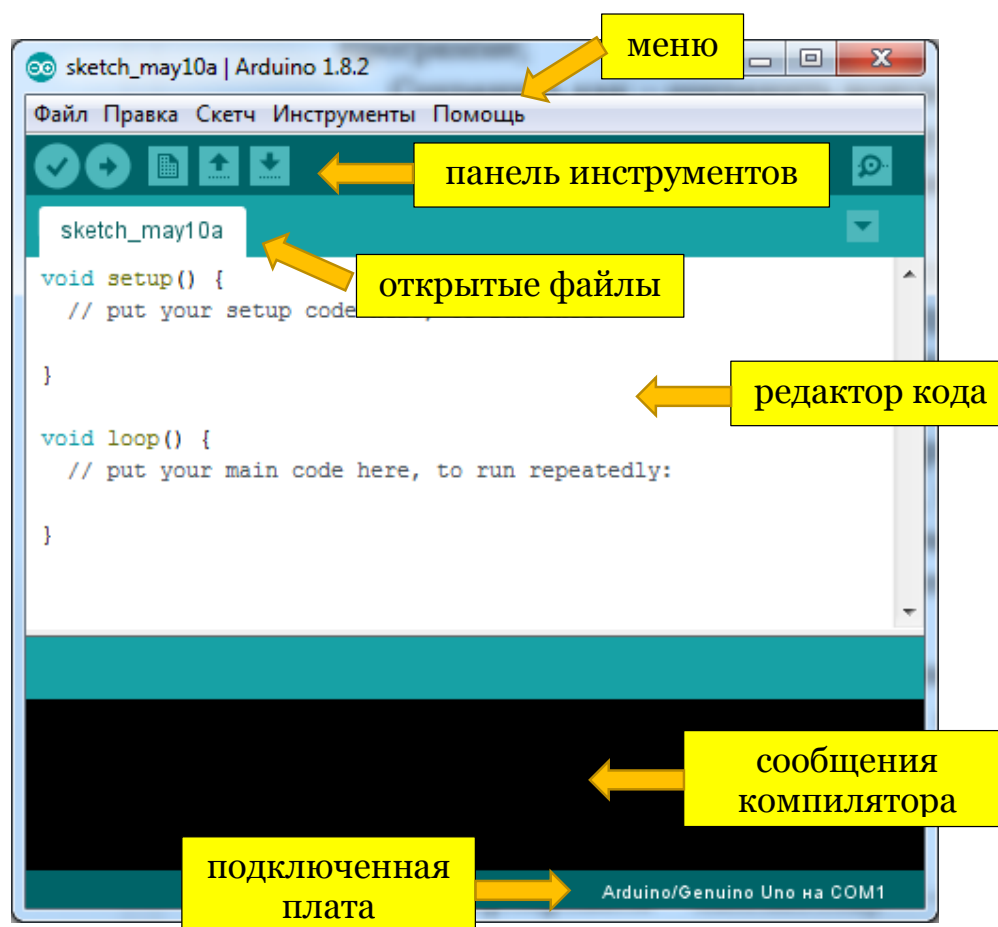 меню
sketch_may10a | Arduino 1.8.2
Файл Правка Скетч Инструменты Помощь
панель инструментов
sketch_may10a
открытые файлы
void setup() {
// put your setup code
}
редактор кода
void loop() {
// put your main code here, to run repeatedly:
}
сообщения
компилятора
подключенная
плата
Arduino/Genuino Uno на COM1